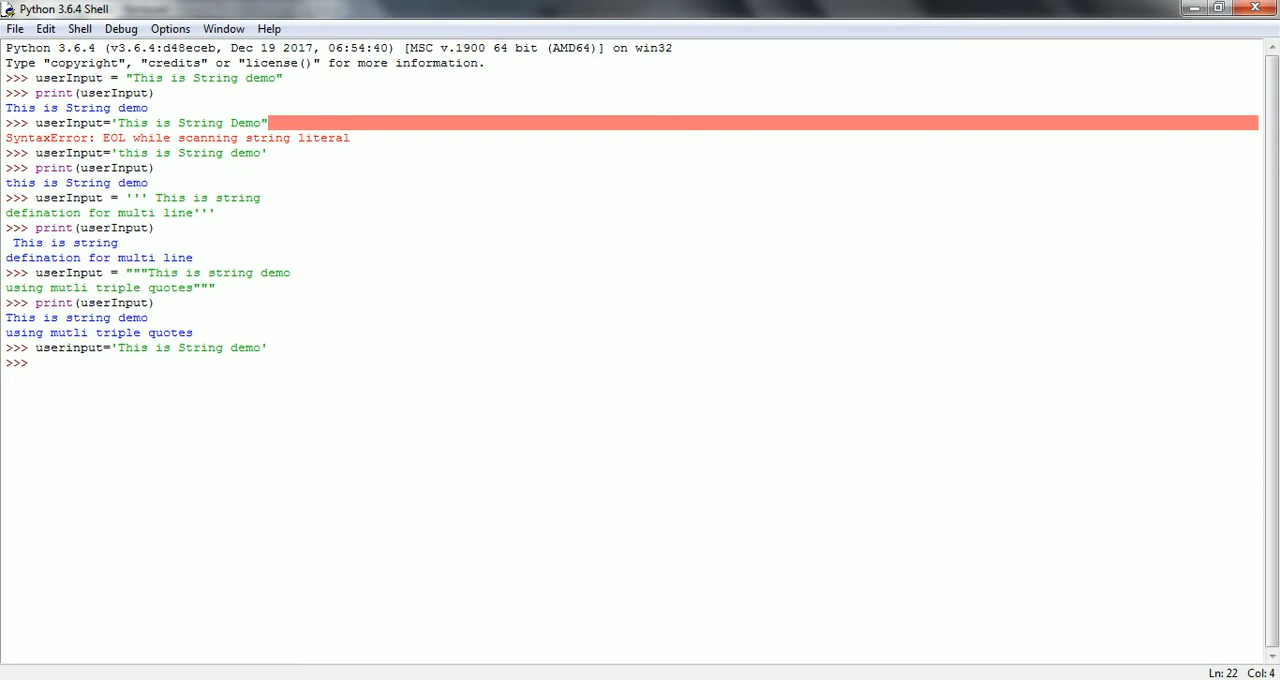 Python 3.6.4 Shell
File Edit Shell Debug Options Window Help
Python 3.6.4 (v3.6.4:d48eceb, Dec 19 2017, 06:54:40) [MSC v.1900 64 bit (AMD64)] on win32
Type "copyright", "credits" or "license()" for more information.
>>> userInput = "This is String demo"
>>> print(userInput)
This is String demo
>>> userInput='This is String Demo"
SyntaxError: EOL while scanning string literal
>>> userInput='this is String demo'
>>> print(userInput)
this is String demo
>>> userInput = ''' This is string
defination for multi line'''
>>> print(userInput)
 This is string
defination for multi line
>>> userInput = """This is string demo
using mutli triple quotes"""
>>> print(userInput)
This is string demo
using mutli triple quotes
>>> userinput='This is String demo'
>>>
Ln: 22 Col: 4